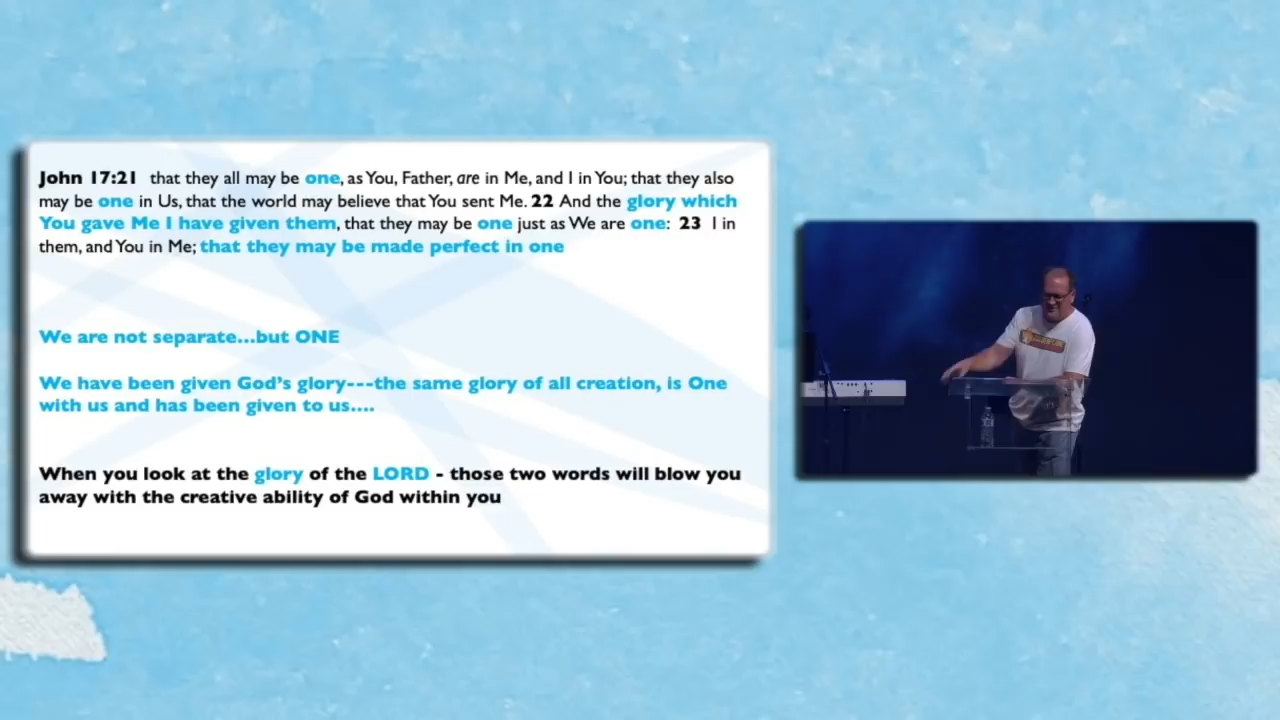 John 17:21 that they all may be one, as You, Father, are in Me, and I in You; that they also
may be one in Us, that the world may believe that You sent Me. 22 And the glory which
You gave Me I have given them, that they may be one just as We are one: 23 I in
them, and You in Me; that they may be made perfect in one
We are not separate...but ONE
We have been given God's glory---the same glory of all creation, is One
with us and has been given to us....
When you look at the glory of the LORD - those two words will blow you
away with the creative ability of God within you